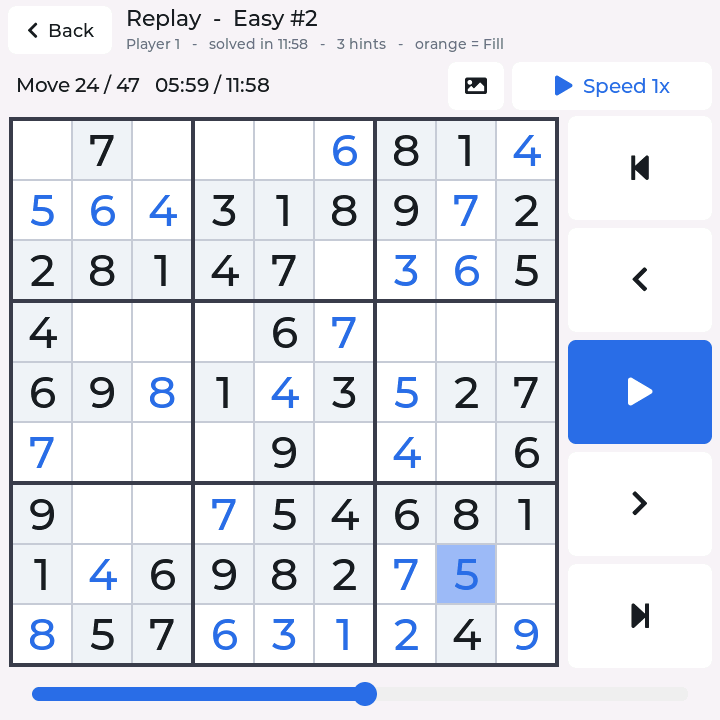 Back
Replay - Easy #2
Player 1 - solved in 11:58 - 3 hints - orange = Fill
Move 24 / 47 05:59 / 11:58
Speed 1x
7 6 8 1 4
5 6 4 3 1 8 9 7 2
2 8 1 4 7 3 6 5
4 6 7
6 9 8 1 4 3 5 2 7
7 9 4 6
9 7 5 4 6 8 1
1 4 6 9 8 2 7 5
8 5 7 6 3 1 2 4 9